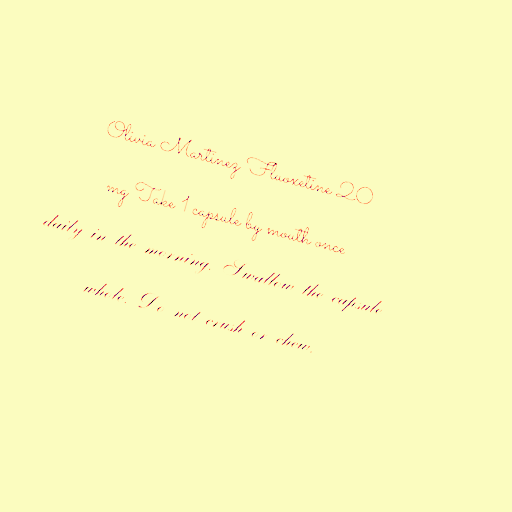 Olivia Martinez Fluoxetine 20
mg Take 1 capsule by mouth once
daily in the morning. Swallow the capsule
whole. Do not crush or chew.